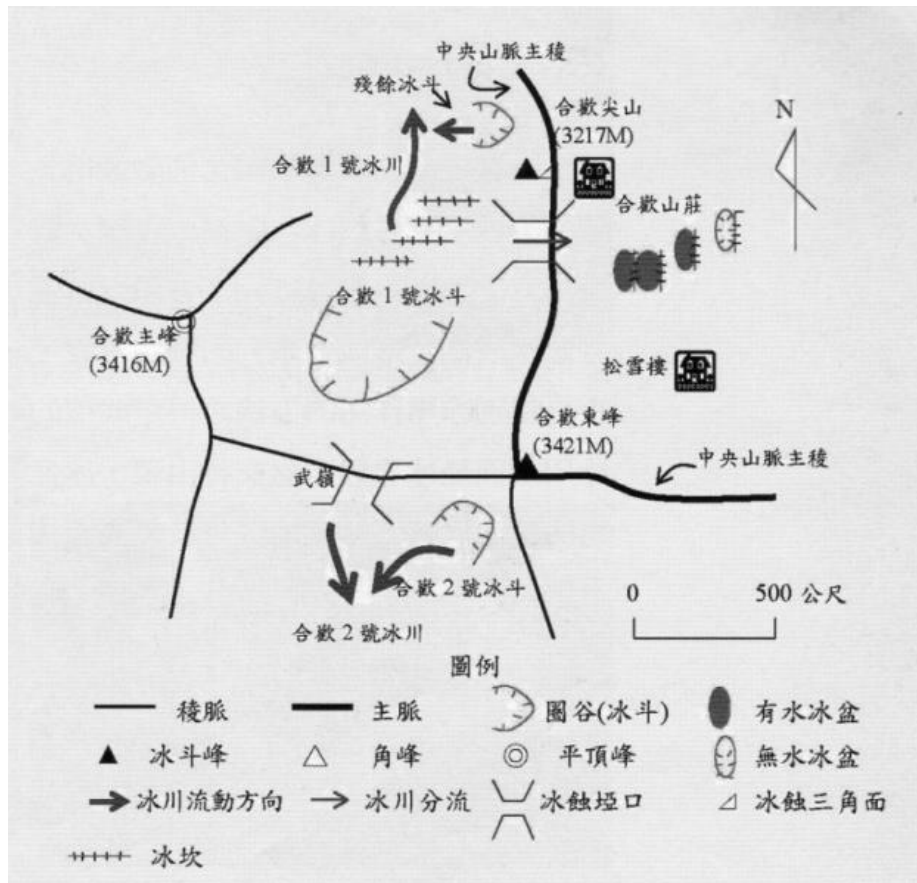 中央山脈主稜
殘餘冰斗
合歡尖山
(3217M)
N
合歡 1 號冰川
合歡山莊
合歡 1 號冰斗
合歡主峰
(3416M)
松雪樓
合歡東峰
(3421M)
中央山脈主稜
武嶺
合歡 2 號冰斗
合歡 2 號冰川
0 500 公尺
圖例
稜脈 主脈 圈谷(冰斗) 有水冰盆
冰斗峰 角峰 平頂峰 無水冰盆
冰川流動方向 冰川分流 冰蝕埡口 冰蝕三角面
冰坎